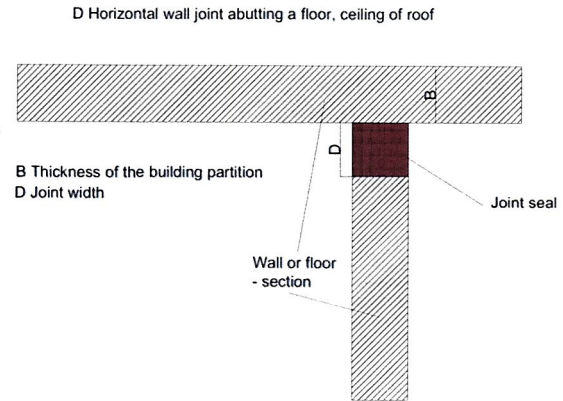 D Horizontal wall joint abutting a floor, ceiling of roof
B
D
B Thickness of the building partition
D Joint width
Joint seal
Wall or floor
- section